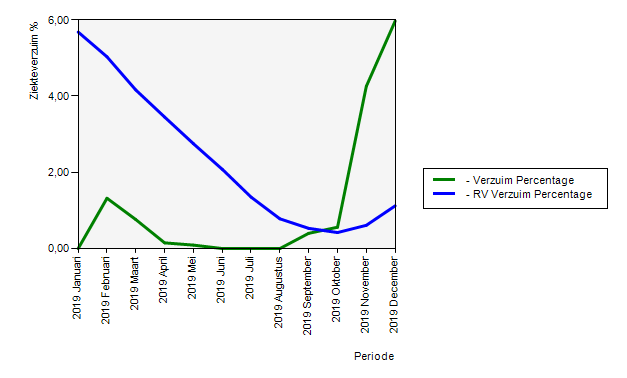 6,00
4,00
2,00
0,00
Ziekteverzuim %
2019 Januari
2019 Februari
2019 Maart
2019 April
2019 Mei
2019 Juni
2019 Juli
2019 Augustus
2019 September
2019 Oktober
2019 November
2019 December
Periode
- Verzuim Percentage
- RV Verzuim Percentage